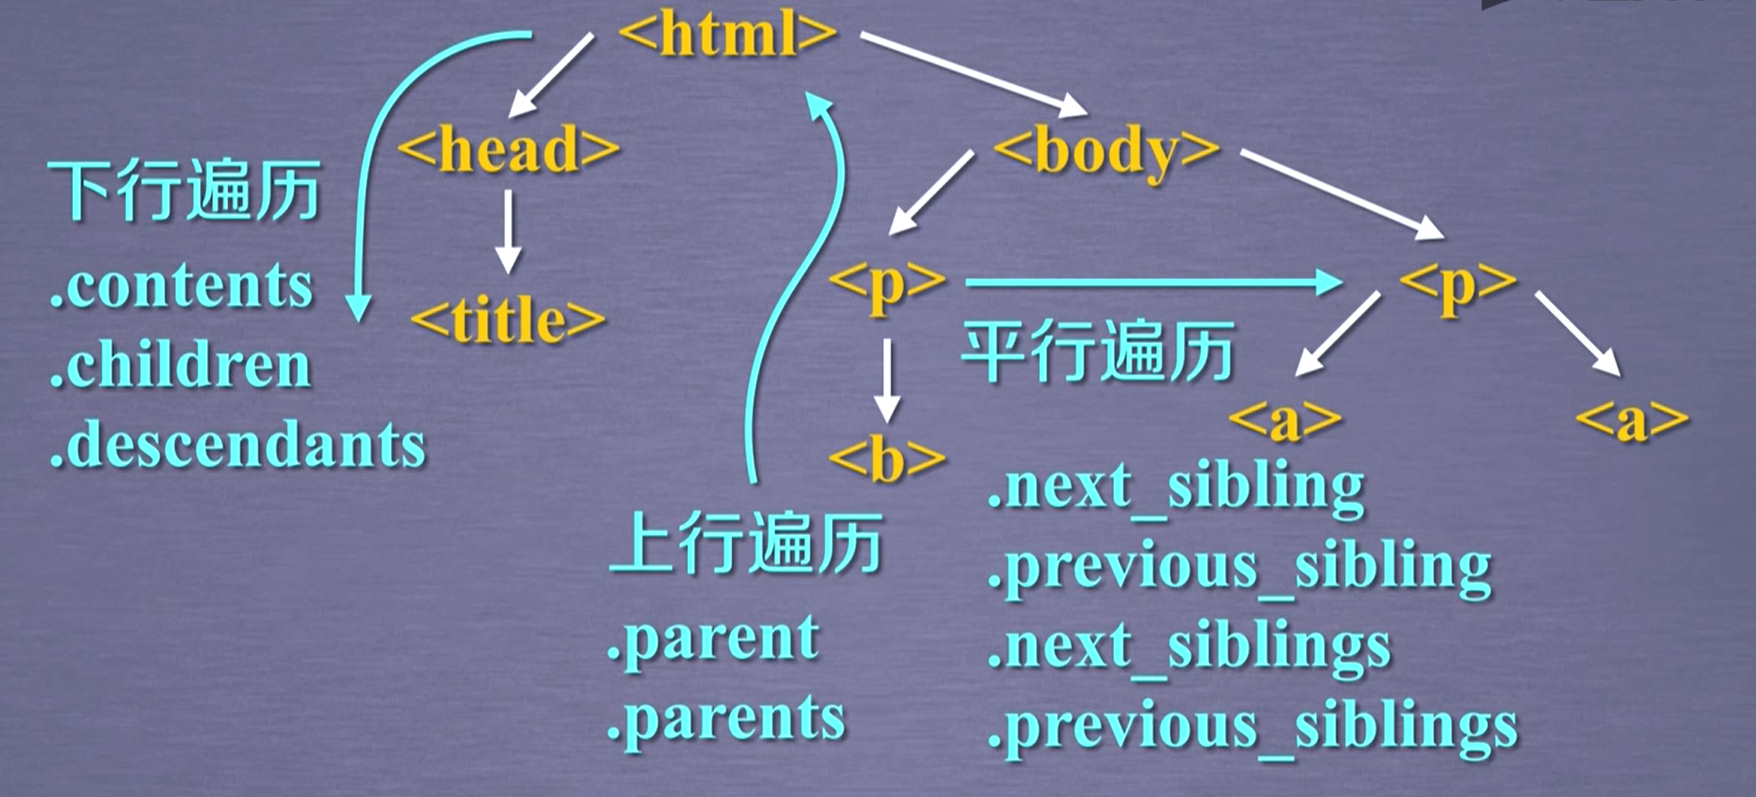 <html>
<head>
<body>
下行遍历
.contents
.children
.descendants
<title>
<p>
<p>
平行遍历
<b>
<a>
<a>
上行遍历
.parent
.parents
.next_sibling
.previous_sibling
.next_siblings
.previous_siblings